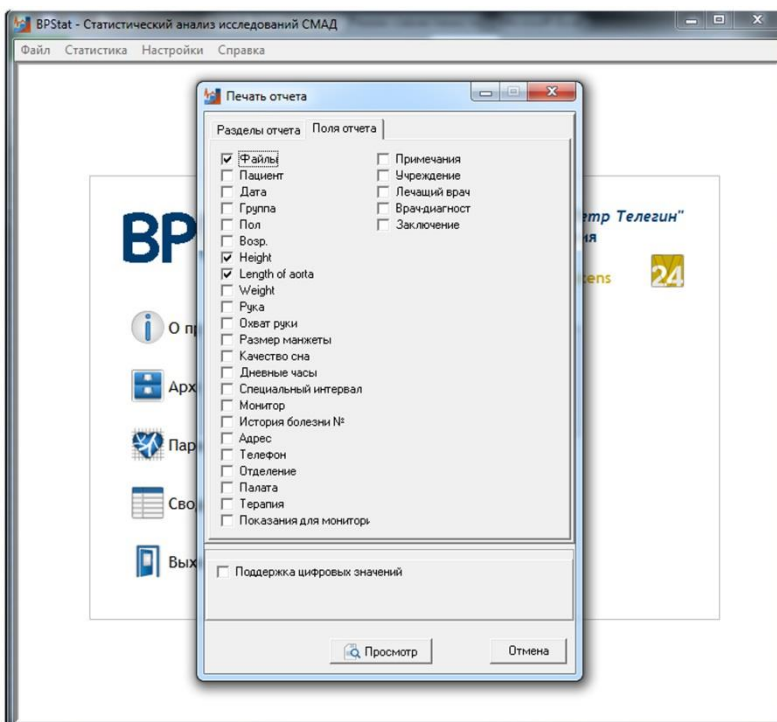 BPStat - Статистический анализ исследований СМАД
Файл Статистика Настройки Справка
Печать отчета
Разделы отчета Поля отчета
Файлы
Пациент
Дата
Группа
Пол
Возр.
Height
Length of aorta
Weight
Рука
Охват руки
Размер манжеты
Качество сна
Дневные часы
Специальный интервал
Монитор
История болезни №
Адрес
Телефон
Отделение
Палата
Терапия
Показания для монитори
Примечания
Учреждение
Лечащий врач
Врач-диагност
Заключение
Поддержка цифровых значений
Просмотр Отмена
BP
етр Телегин"
ия
ens 24
О пр
Арх
Пар
Сво
Вых